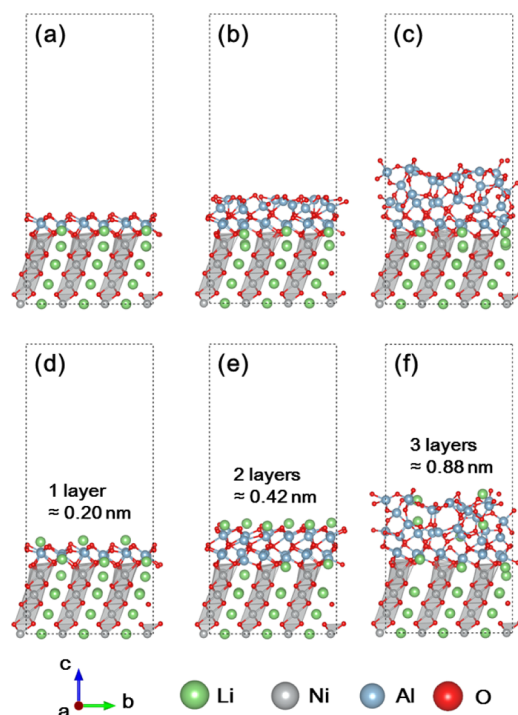 (a)
(b)
(c)
(d)
(e)
(f)
1 layer
≈ 0.20 nm
2 layers
≈ 0.42 nm
3 layers
≈ 0.88 nm
c
a
b
Li
Ni
Al
O